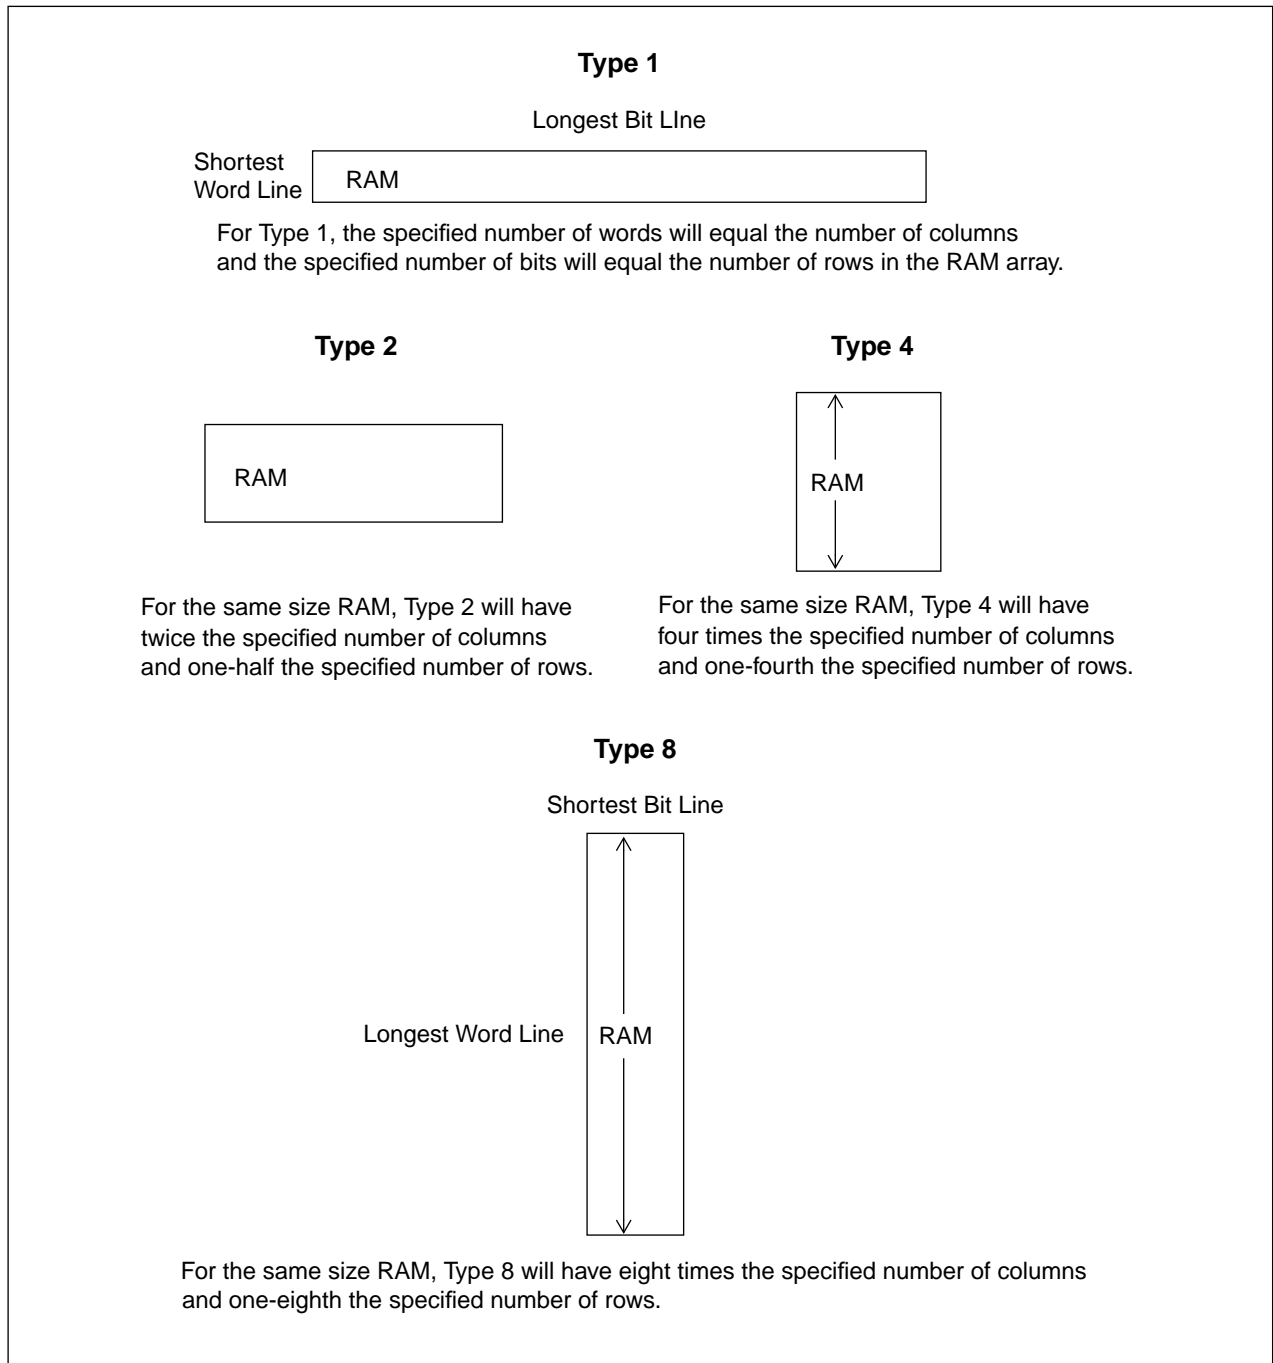 Type 1
Longest Bit LIne
Shortest
Word Line
RAM
For Type 1, the specified number of words will equal the number of columns
and the specified number of bits will equal the number of rows in the RAM array.
Type 2
RAM
For the same size RAM, Type 2 will have
twice the specified number of columns
and one-half the specified number of rows.
Type 4
RAM
For the same size RAM, Type 4 will have
four times the specified number of columns
and one-fourth the specified number of rows.
Type 8
Shortest Bit Line
Longest Word Line
RAM
For the same size RAM, Type 8 will have eight times the specified number of columns
and one-eighth the specified number of rows.